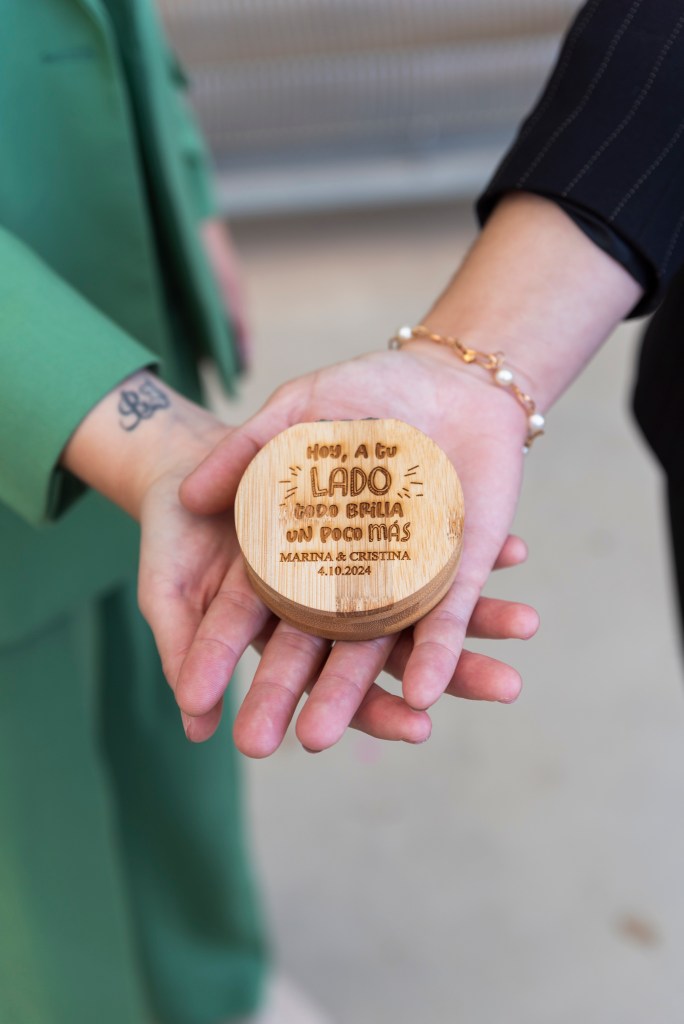 Hoy, A tu
LADO
todo BRillA
un poco MÁS
MARINA & CRISTINA
4.10.2024